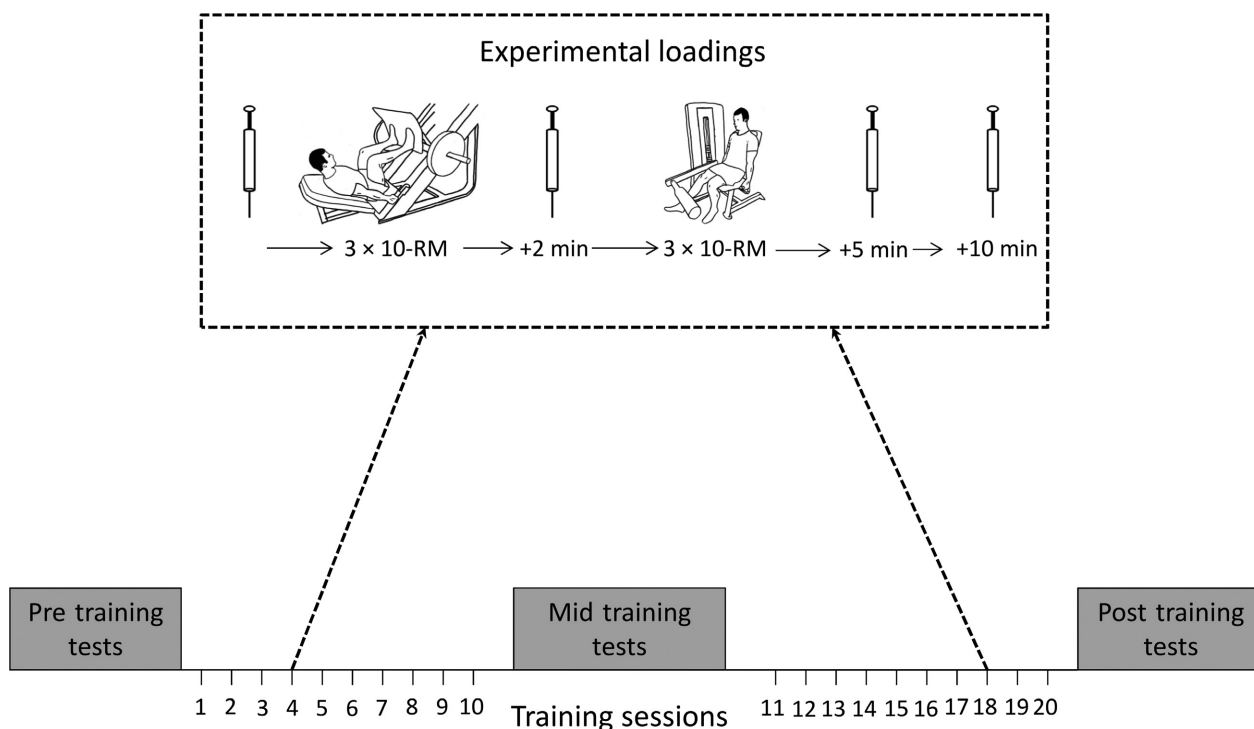 Experimental loadings
3 × 10-RM +2 min 3 × 10-RM +5 min +10 min
Pre training
tests
Mid training
tests
Post training
tests
1 2 3 4 5 6 7 8 9 10 11 12 13 14 15 16 17 18 19 20
Training sessions